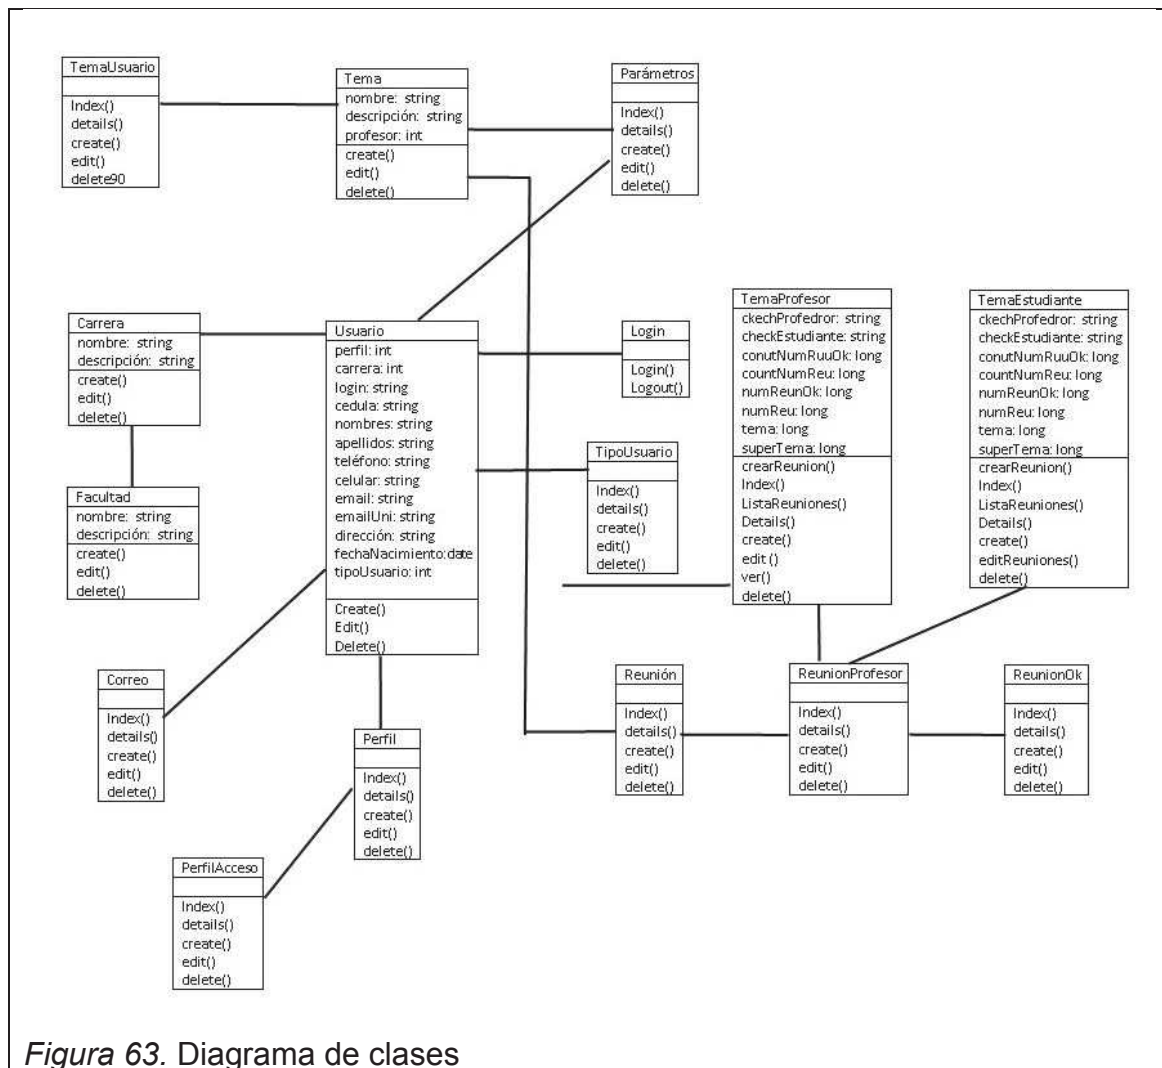 TemaUsuario
Index()
details()
create()
edit()
delete90
Tema
nombre: string
descripción: string
profesor: int
create()
edit()
delete()
Parámetros
Index()
details()
create()
edit()
delete()
Carrera
nombre: string
descripción: string
create()
edit()
delete()
Usuario
perfil: int
carrera: int
login: string
cedula: string
nombres: string
apellidos: string
teléfono: string
celular: string
email: string
emailUni: string
dirección: string
fechaNacimiento:date
tipoUsuario: int
Create()
Edit()
Delete()
Login
Login()
Logout()
TipoUsuario
Index()
details()
create()
edit()
delete()
TemaProfesor
ckechProfedror: string
checkEstudiante: string
conutNumRuuOk: long
countNumReu: long
numReunOk: long
numReu: long
tema: long
superTema: long
crearReunion()
Index()
ListaReuniones()
Details()
create()
edit ()
ver()
delete()
TemaEstudiante
ckechProfedror: string
checkEstudiante: string
conutNumRuuOk: long
countNumReu: long
numReunOk: long
numReu: long
tema: long
superTema: long
crearReunion()
Index()
ListaReuniones()
Details()
create()
editReuniones()
delete()
Facultad
nombre: string
descripción: string
create()
edit()
delete()
Correo
Index()
details()
create()
edit()
delete()
Perfil
Index()
details()
create()
edit()
delete()
Reunión
Index()
details()
create()
edit()
delete()
ReunionProfesor
Index()
details()
create()
edit()
delete()
ReunionOk
Index()
details()
create()
edit()
delete()
PerfilAcceso
Index()
details()
create()
edit()
delete()
Figura 63. Diagrama de clases